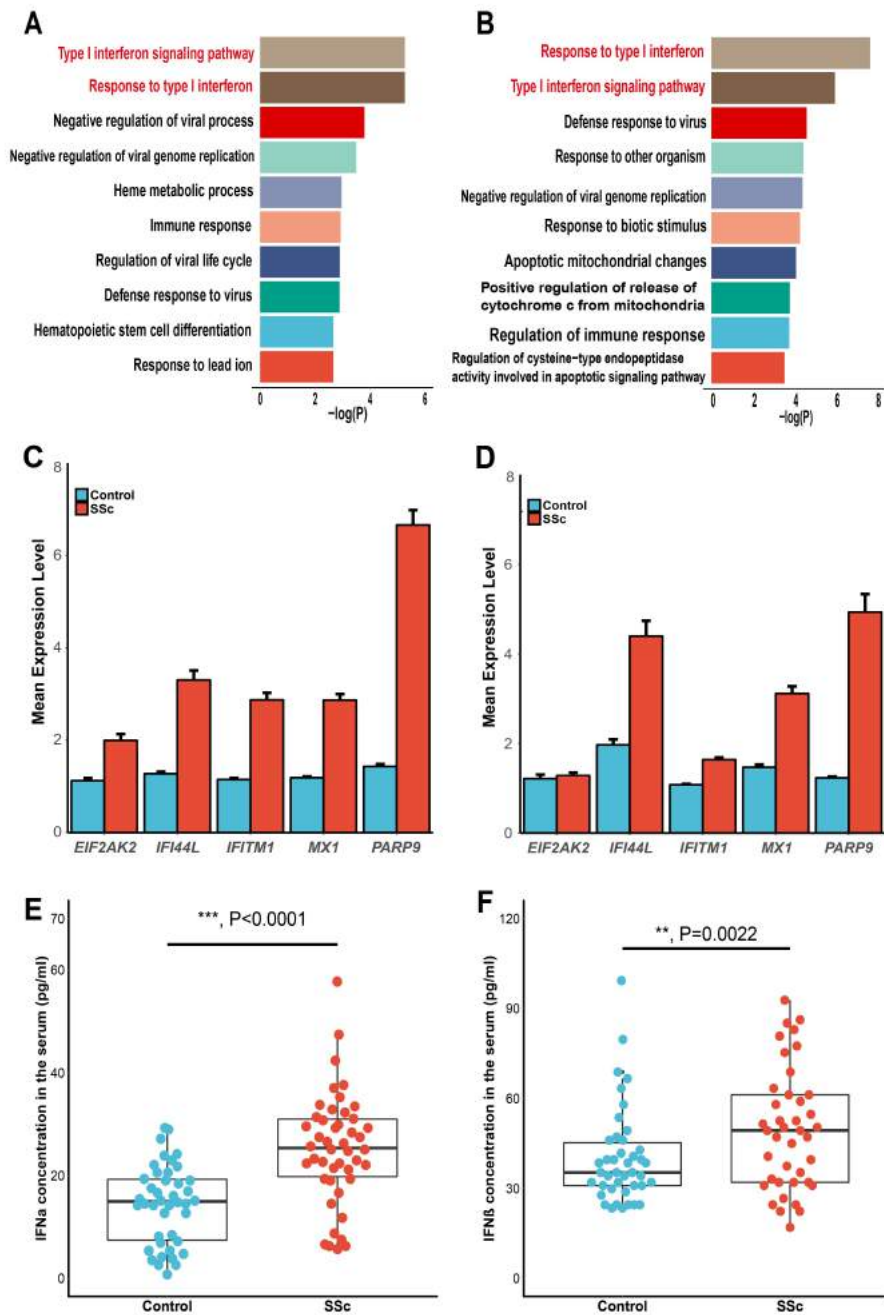 A
Type I interferon signaling pathway
Response to type I interferon
Negative regulation of viral process
Negative regulation of viral genome replication
Heme metabolic process
Immune response
Regulation of viral life cycle
Defense response to virus
Hematopoietic stem cell differentiation
Response to lead ion
0 2 4 6
−log(P)
B
Response to type I interferon
Type I interferon signaling pathway
Defense response to virus
Response to other organism
Negative regulation of viral genome replication
Response to biotic stimulus
Apoptotic mitochondrial changes
Positive regulation of release of
cytochrome c from mitochondria
Regulation of immune response
Regulation of cysteine−type endopeptidase
activity involved in apoptotic signaling pathway
0 2 4 6 8
−log(P)
C
Control
SSc
Mean Expression Level
8
6
4
2
0
EIF2AK2 IFI44L IFITM1 MX1 PARP9
D
Control
SSc
Mean Expression Level
8
6
4
2
0
EIF2AK2 IFI44L IFITM1 MX1 PARP9
E
***, P<0.0001
IFNa concentration in the serum (pg/ml)
70
60
40
20
0
Control SSc
F
**, P=0.0022
IFNß concentration in the serum (pg/ml)
120
90
60
30
0
Control SSc